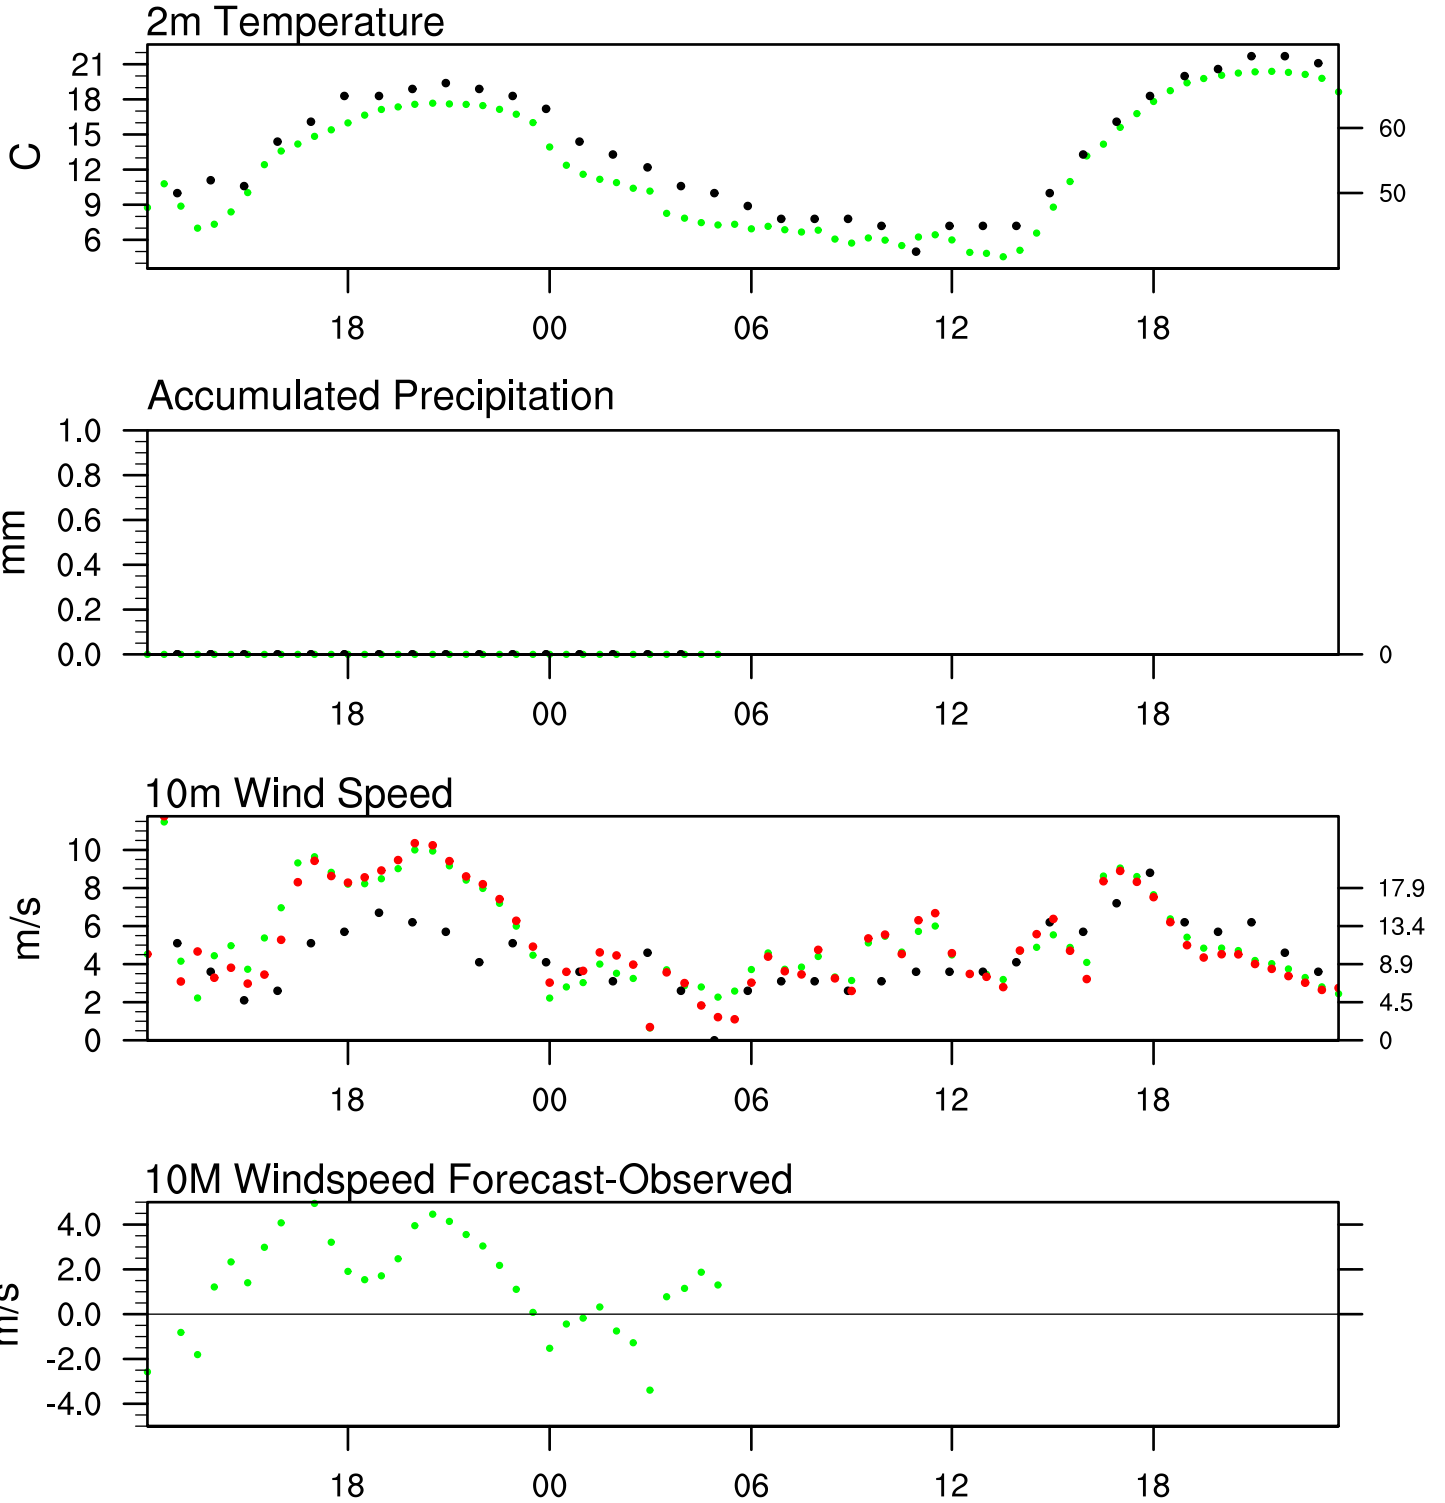 2m Temperature
C
21
18
15
12
9
6
60
50
18 00 06 12 18
Accumulated Precipitation
mm
1.0
0.8
0.6
0.4
0.2
0.0
0
18 00 06 12 18
10m Wind Speed
m/s
10
8
6
4
2
0
17.9
13.4
8.9
4.5
0
18 00 06 12 18
10M Windspeed Forecast-Observed
m/s
4.0
2.0
0.0
-2.0
-4.0
18 00 06 12 18